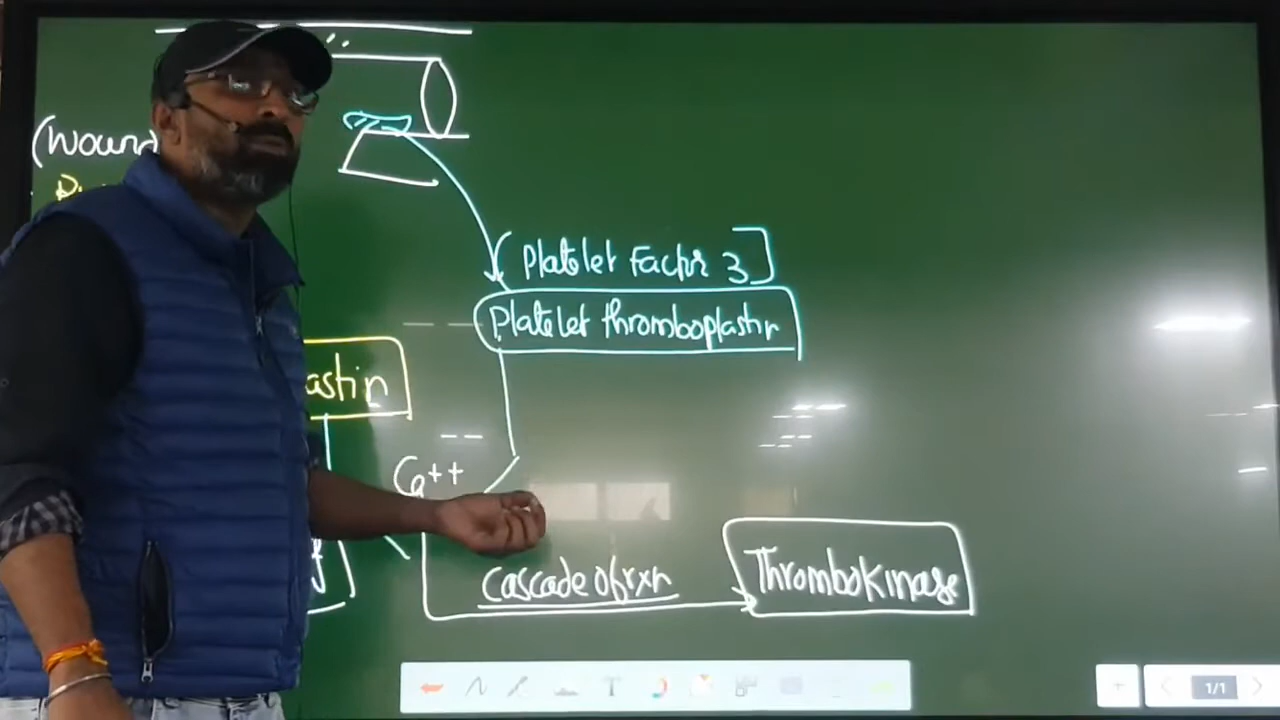 (Wound
[Platelet Factor 3]
Platelet thromboplastin
astin
Ca++
Cascade of rxn
Thrombokinase
T
1/1